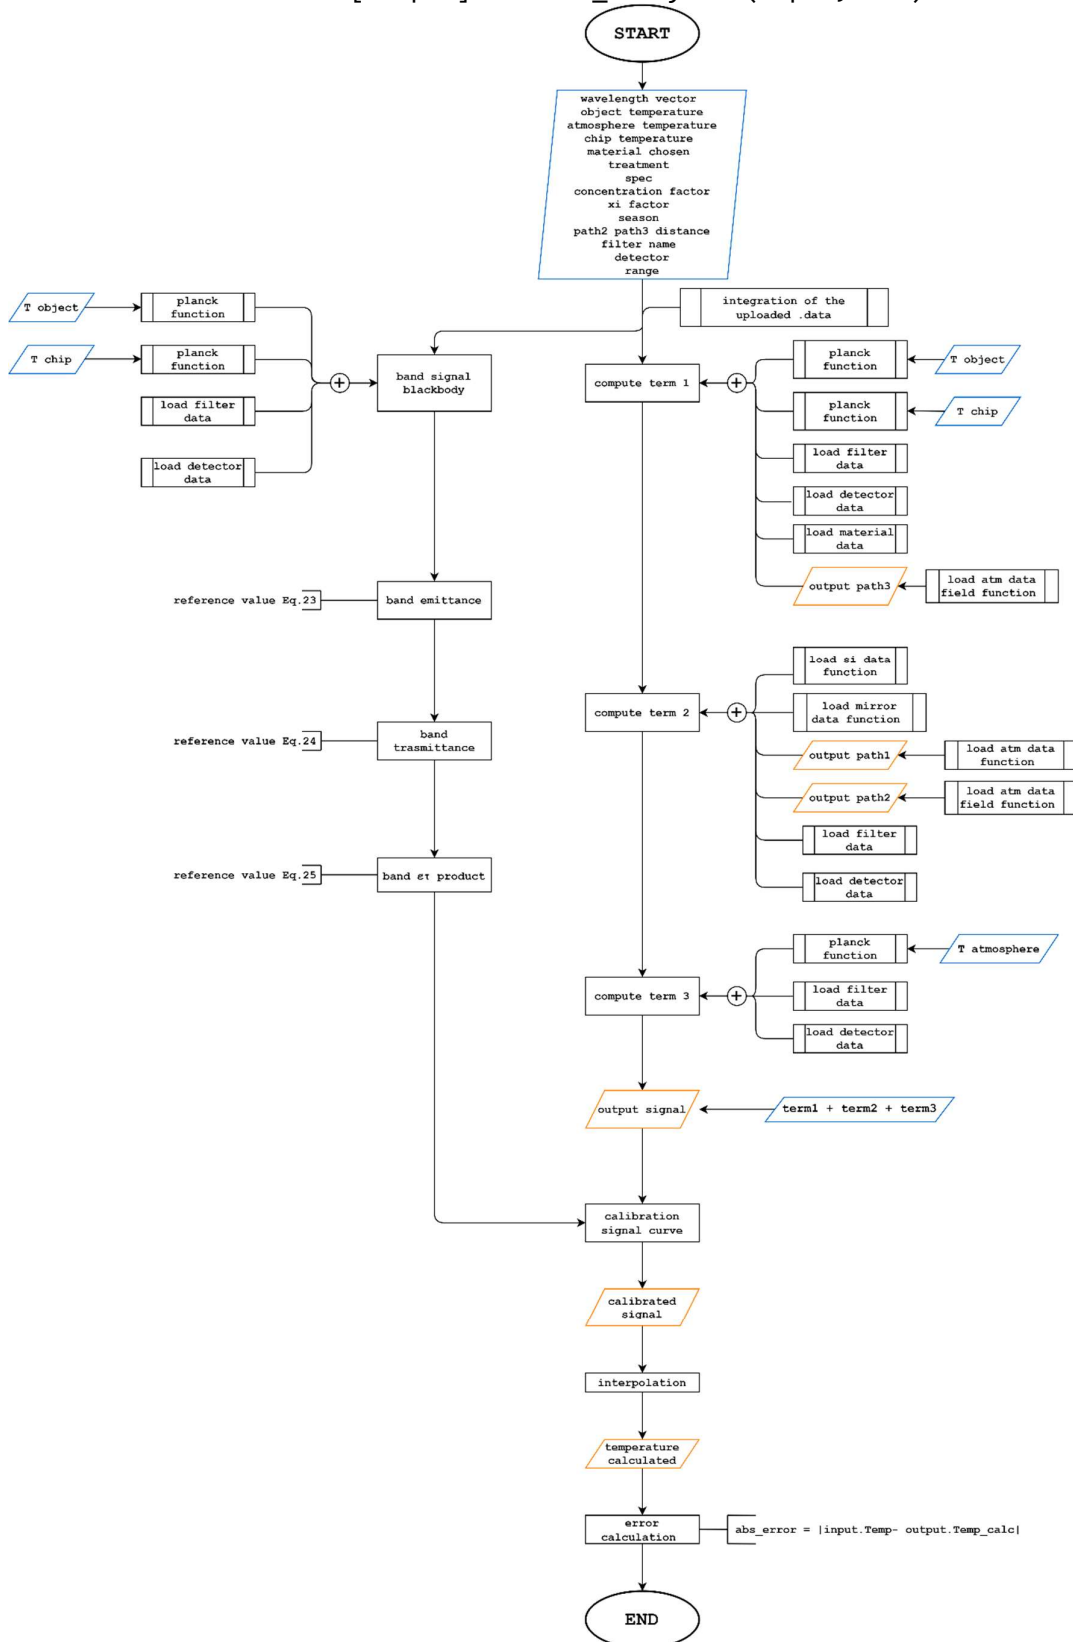 START
wavelength vector
object temperature
atmosphere temperature
chip temperature
material chosen
treatment
spec
concentration factor
xi factor
season
path2 path3 distance
filter name
detector
range
integration of the
uploaded .data
T object
planck
function
T chip
planck
function
load filter
data
load detector
data
band signal
blackbody
compute term 1
planck
function
T object
planck
function
T chip
load filter
data
load detector
data
load material
data
output path3
load atm data
field function
reference value Eq.23
band emittance
load si data
function
compute term 2
load mirror
data function
reference value Eq.24
band
trasmittance
output path1
load atm data
function
output path2
load atm data
field function
load filter
data
reference value Eq.25
band ετ product
load detector
data
planck
function
T atmosphere
compute term 3
load filter
data
load detector
data
output signal
term1 + term2 + term3
calibration
signal curve
calibrated
signal
interpolation
temperature
calculated
error
calculation
abs_error = |input.Temp- output.Temp_calc|
END